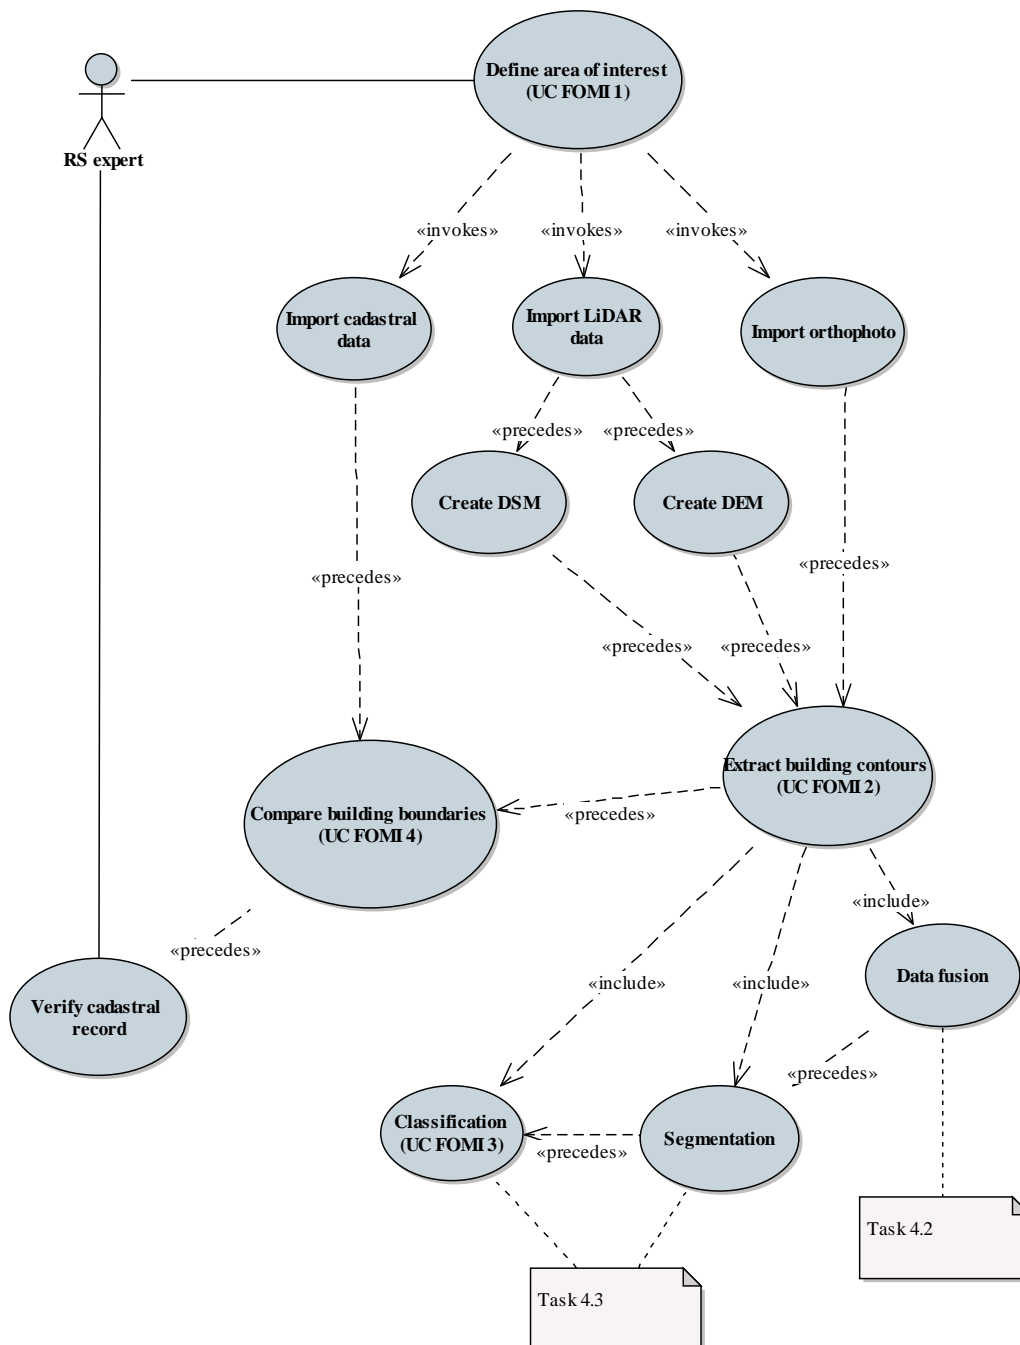 Define area of interest
(UC FOMI 1)
RS expert
«invokes»
«invokes»
«invokes»
Import cadastral
data
Import LiDAR
data
Import orthophoto
«precedes»
«precedes»
Create DSM
Create DEM
«precedes»
«precedes»
«precedes»
«precedes»
Extract building contours
(UC FOMI 2)
Compare building boundaries
(UC FOMI 4)
«precedes»
«include»
«precedes»
Data fusion
«include»
«include»
Verify cadastral
record
«precedes»
Classification
(UC FOMI 3)
Segmentation
«precedes»
Task 4.2
Task 4.3